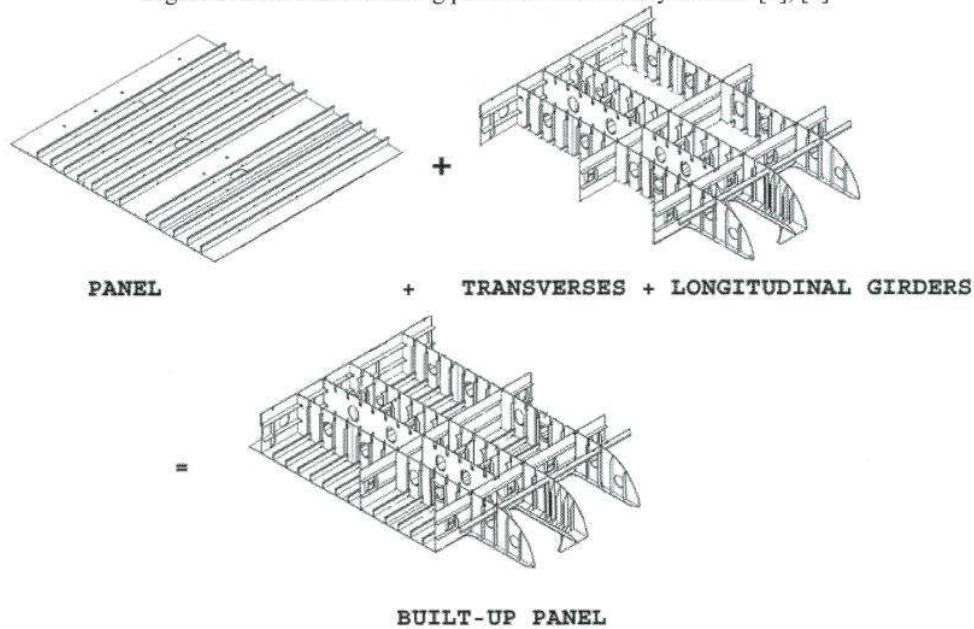 +
PANEL + TRANSVERSES + LONGITUDINAL GIRDERS
=
BUILT-UP PANEL